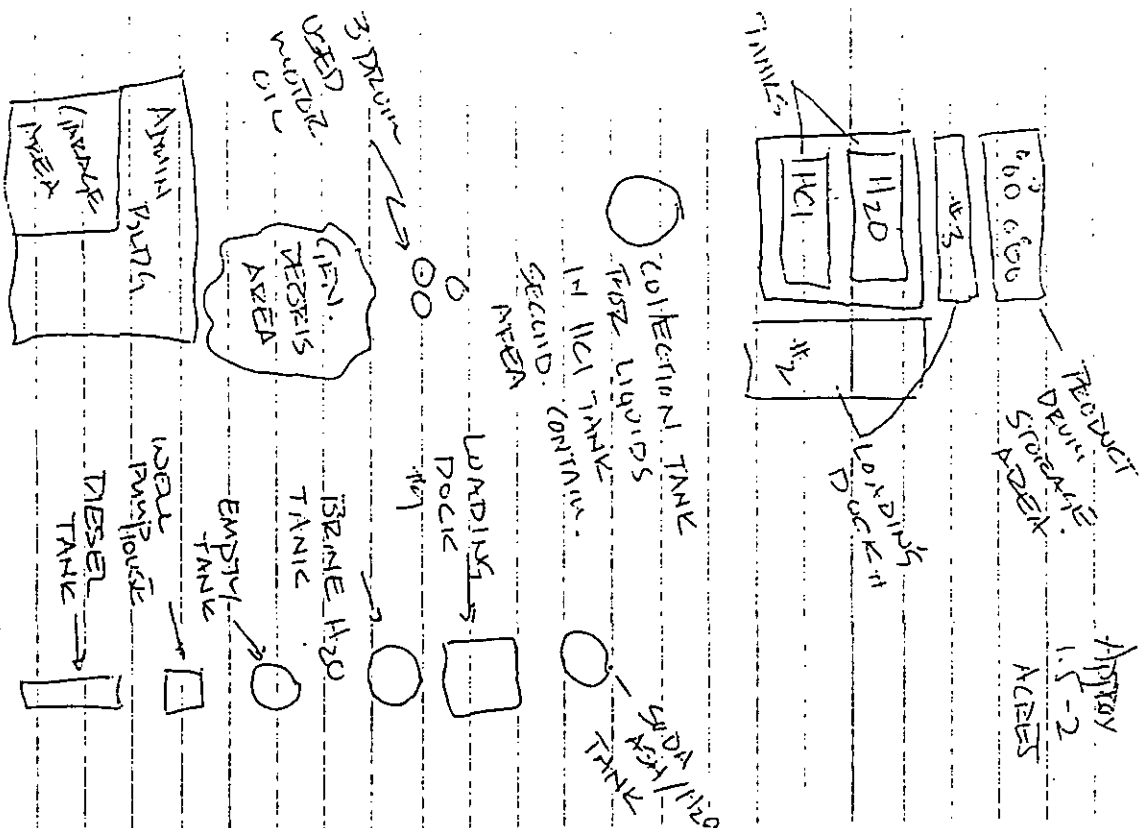 APPROX
1.5-2
ACRES
PRODUCT
DRUM
STORAGE
AREA
LOADING
DOCK #
#3
#2
TANKS
H2O
HCl
SODA
ASH/H2O
TANK
COLLECTION TANK
FOR LIQUIDS
IN HCl TANK
SECOND. CONTAIN.
AREA
LOADING
DOCK
#1
BRINE H2O
TANK
EMPTY
TANK
WELL
PUMPHOUSE
DIESEL
TANK
3 DRUM
USED
MOTOR
OIL
GEN.
DEBRIS
AREA
ADMIN BLDG
GARAGE
AREA